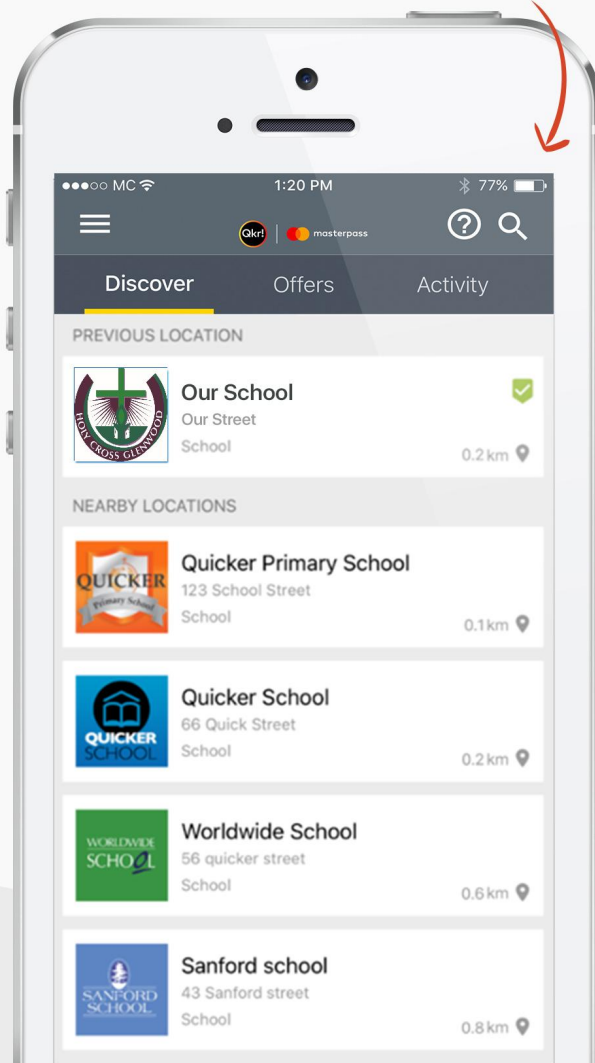 MC 1:20 PM 77%
Qkr! masterpass
Discover Offers Activity
PREVIOUS LOCATION
HOLY CROSS GLENWOOD
Our School
Our Street
School
0.2 km
NEARBY LOCATIONS
QUICKER
Primary School
Quicker Primary School
123 School Street
School
0.1 km
QUICKER
SCHOOL
Quicker School
66 Quick Street
School
0.2 km
WORLDWIDE
SCHOOL
Worldwide School
56 quicker street
School
0.6 km
SANFORD
SCHOOL
Sanford school
43 Sanford street
School
0.8 km